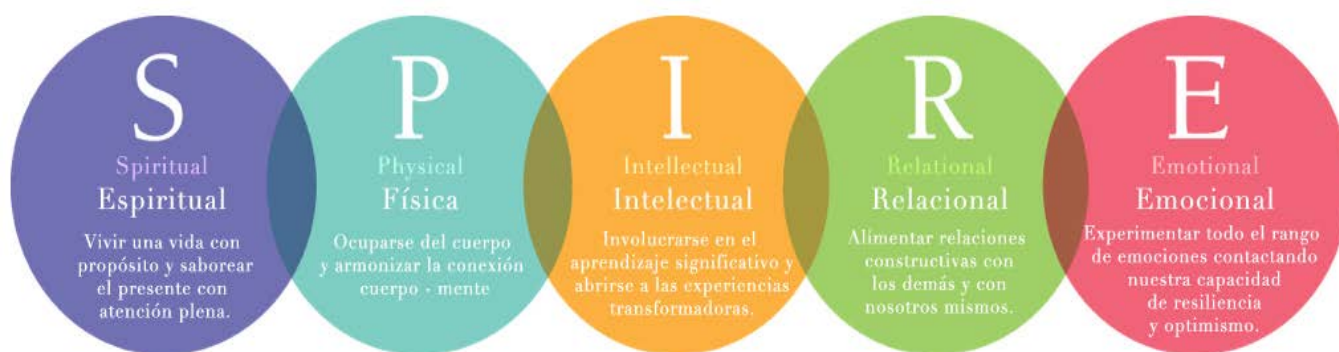 S
Spiritual
Espiritual
Vivir una vida con
propósito y saborear
el presente con
atención plena.
P
Physical
Física
Ocuparse del cuerpo
y armonizar la conexión
cuerpo - mente
I
Intellectual
Intelectual
Involucrarse en el
aprendizaje significativo y
abrirse a las experiencias
transformadoras.
R
Relational
Relacional
Alimentar relaciones
constructivas con
los demás y con
nosotros mismos.
E
Emotional
Emocional
Experimentar todo el rango
de emociones contactando
nuestra capacidad
de resiliencia
y optimismo.